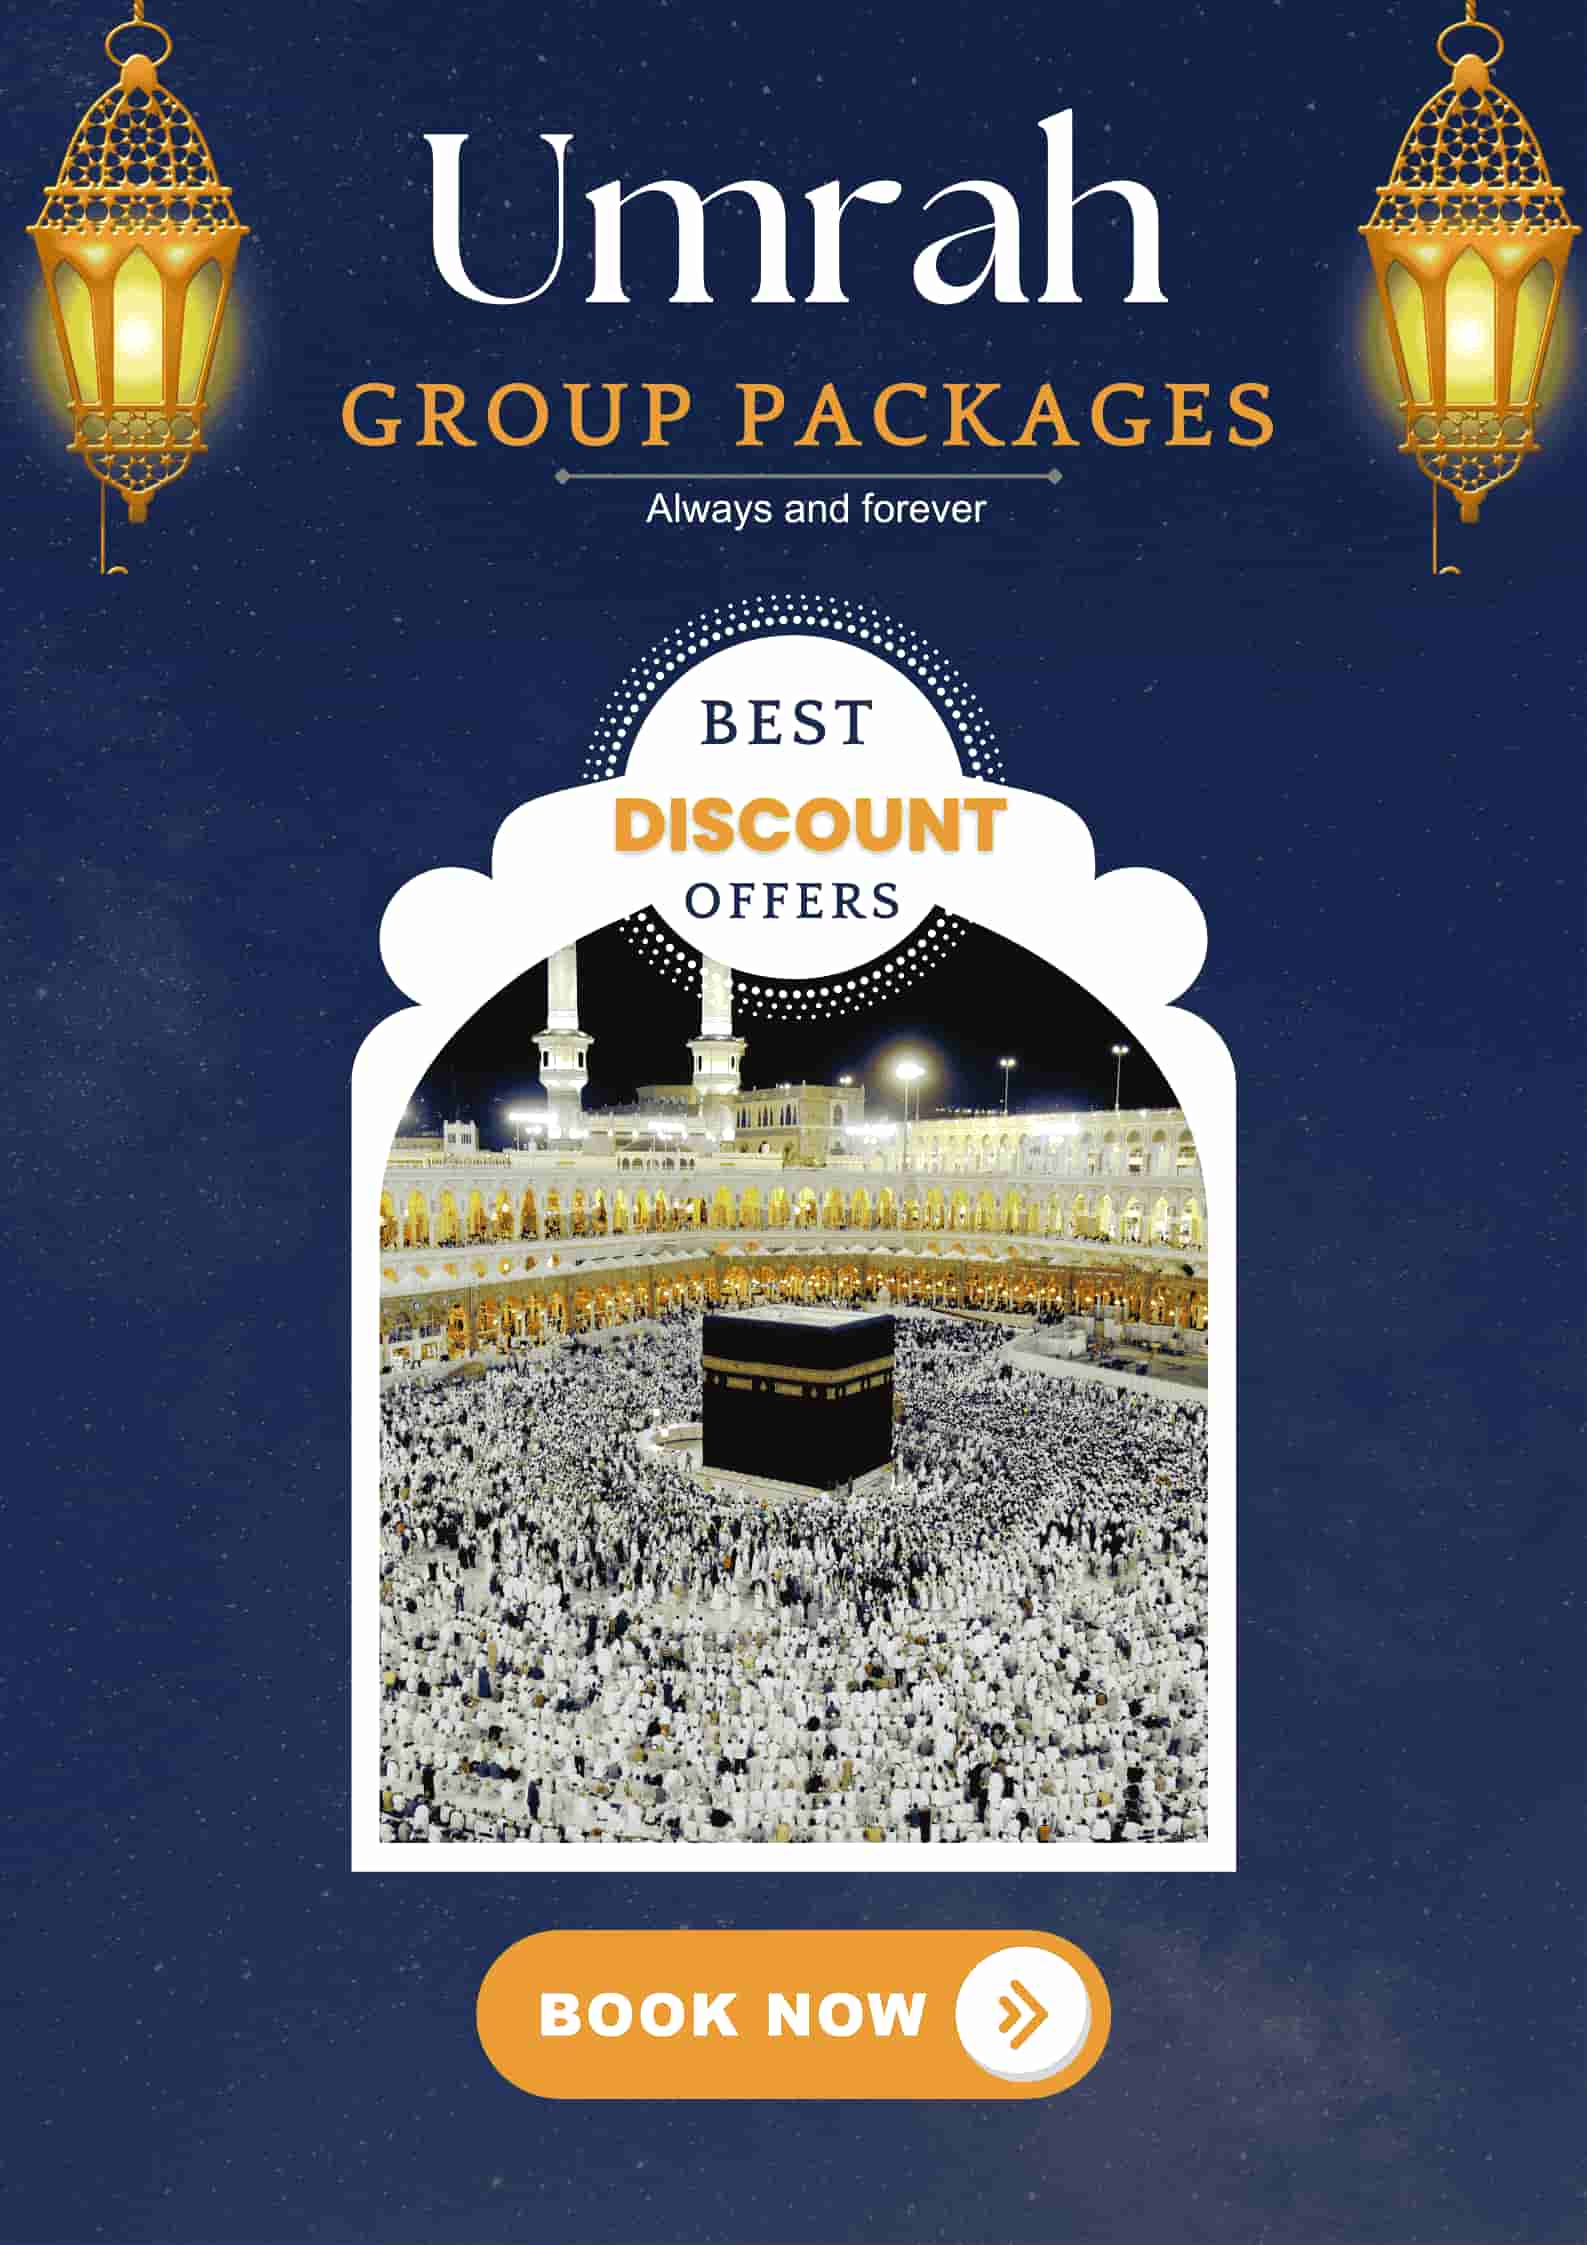 Umrah
GROUP PACKAGES
Always and forever
BEST
DISCOUNT
OFFERS
BOOK NOW